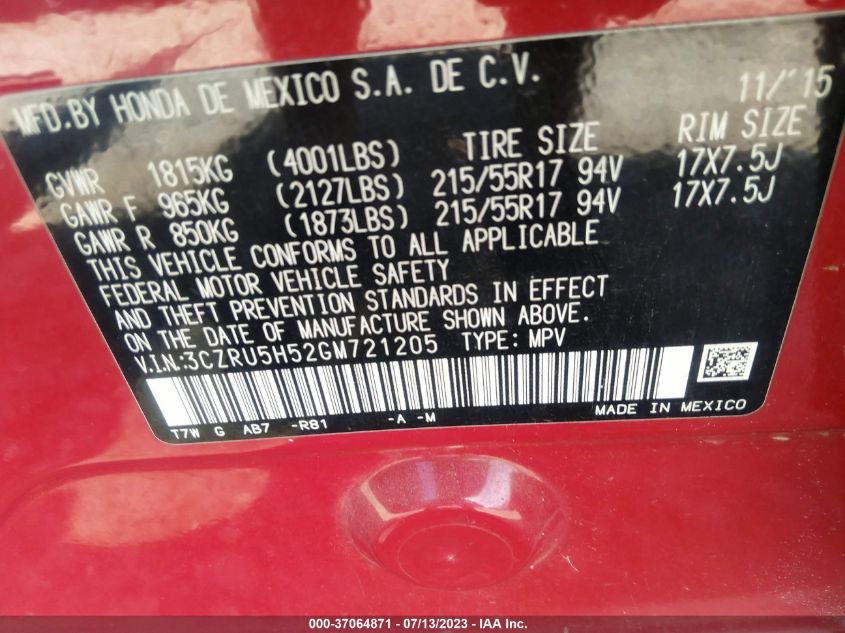 MFD.BY HONDA DE MEXICO S.A. DE C.V. 11/'15
TIRE SIZE RIM SIZE
GVWR 1815KG (4001LBS)
GAWR F 965KG (2127LBS) 215/55R17 94V 17X7.5J
GAWR R 850KG (1873LBS) 215/55R17 94V 17X7.5J
THIS VEHICLE CONFORMS TO ALL APPLICABLE
FEDERAL MOTOR VEHICLE SAFETY
AND THEFT PREVENTION STANDARDS IN EFFECT
ON THE DATE OF MANUFACTURE SHOWN ABOVE.
V.I.N.:3CZRU5H52GM721205 TYPE: MPV
T7W G AB7 -R81 -A -M MADE IN MEXICO
000-37064871 - 07/13/2023 - IAA Inc.